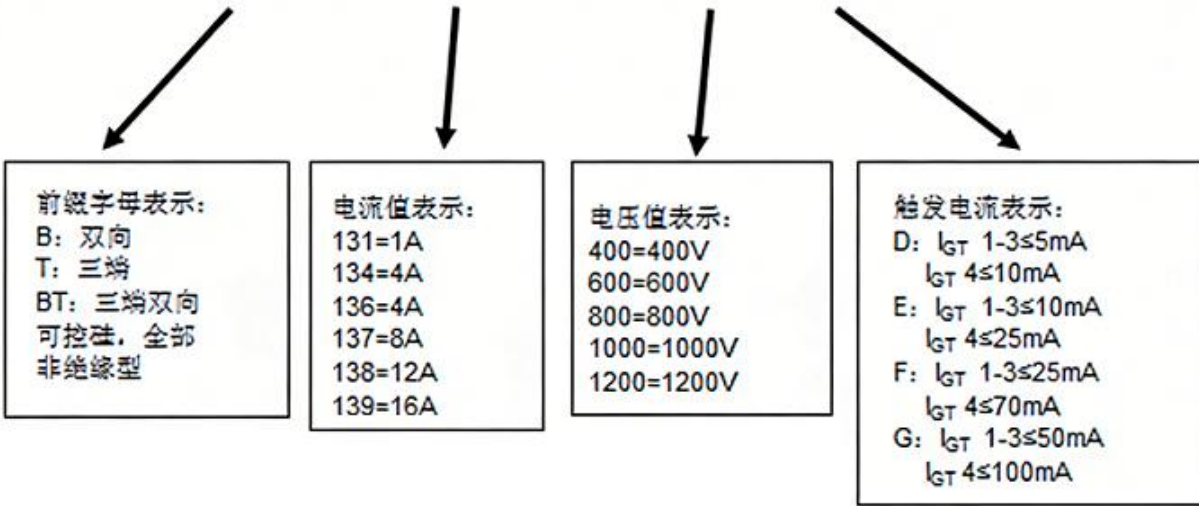 前缀字母表示：
B：双向
T：三端
BT：三端双向
可控硅，全部
非绝缘型
电流值表示：
131=1A
134=4A
136=4A
137=8A
138=12A
139=16A
电压值表示：
400=400V
600=600V
800=800V
1000=1000V
1200=1200V
触发电流表示：
D：IGT 1-3≤5mA
IGT 4≤10mA
E：IGT 1-3≤10mA
IGT 4≤25mA
F：IGT 1-3≤25mA
IGT 4≤70mA
G：IGT 1-3≤50mA
IGT 4≤100mA